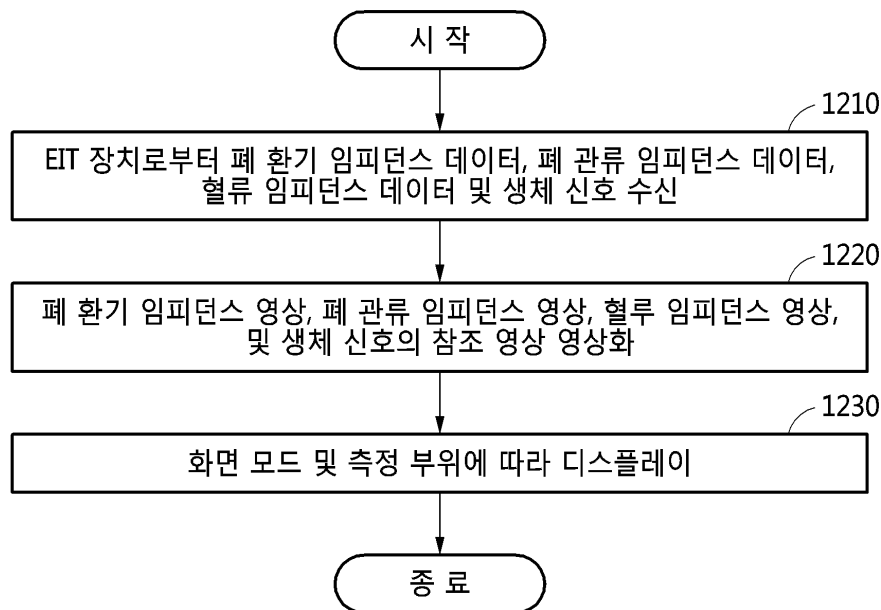 시 작
1210
EIT 장치로부터 폐 환기 임피던스 데이터, 폐 관류 임피던스 데이터,
혈류 임피던스 데이터 및 생체 신호 수신
1220
폐 환기 임피던스 영상, 폐 관류 임피던스 영상, 혈루 임피던스 영상,
및 생체 신호의 참조 영상 영상화
1230
화면 모드 및 측정 부위에 따라 디스플레이
종 료